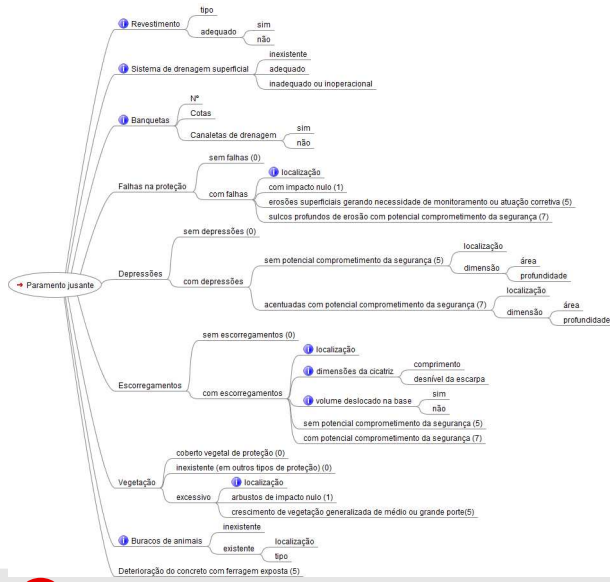 tipo
Revestimento
adequado
sim
não
inexistente
Sistema de drenagem superficial
adequado
inadequado ou inoperacional
Nº
Banquetas
Cotas
Canaletas de drenagem
sim
não
sem falhas (0)
Falhas na proteção
com falhas
localização
com impacto nulo (1)
erosões superficiais gerando necessidade de monitoramento ou atuação corretiva (5)
sulcos profundos de erosão com potencial comprometimento da segurança (7)
Paramento jusante
sem depressões (0)
Depressões
com depressões
sem potencial comprometimento da segurança (5)
localização
dimensão
área
profundidade
acentuadas com potencial comprometimento da segurança (7)
localização
dimensão
área
profundidade
sem escorregamentos (0)
Escorregamentos
com escorregamentos
localização
dimensões da cicatriz
comprimento
desnível da escarpa
volume deslocado na base
sim
não
sem potencial comprometimento da segurança (5)
com potencial comprometimento da segurança (7)
coberto vegetal de proteção (0)
inexistente (em outros tipos de proteção) (0)
Vegetação
excessivo
localização
arbustos de impacto nulo (1)
crescimento de vegetação generalizada de médio ou grande porte(5)
inexistente
Buracos de animais
existente
localização
tipo
Deterioração do concreto com ferragem exposta (5)